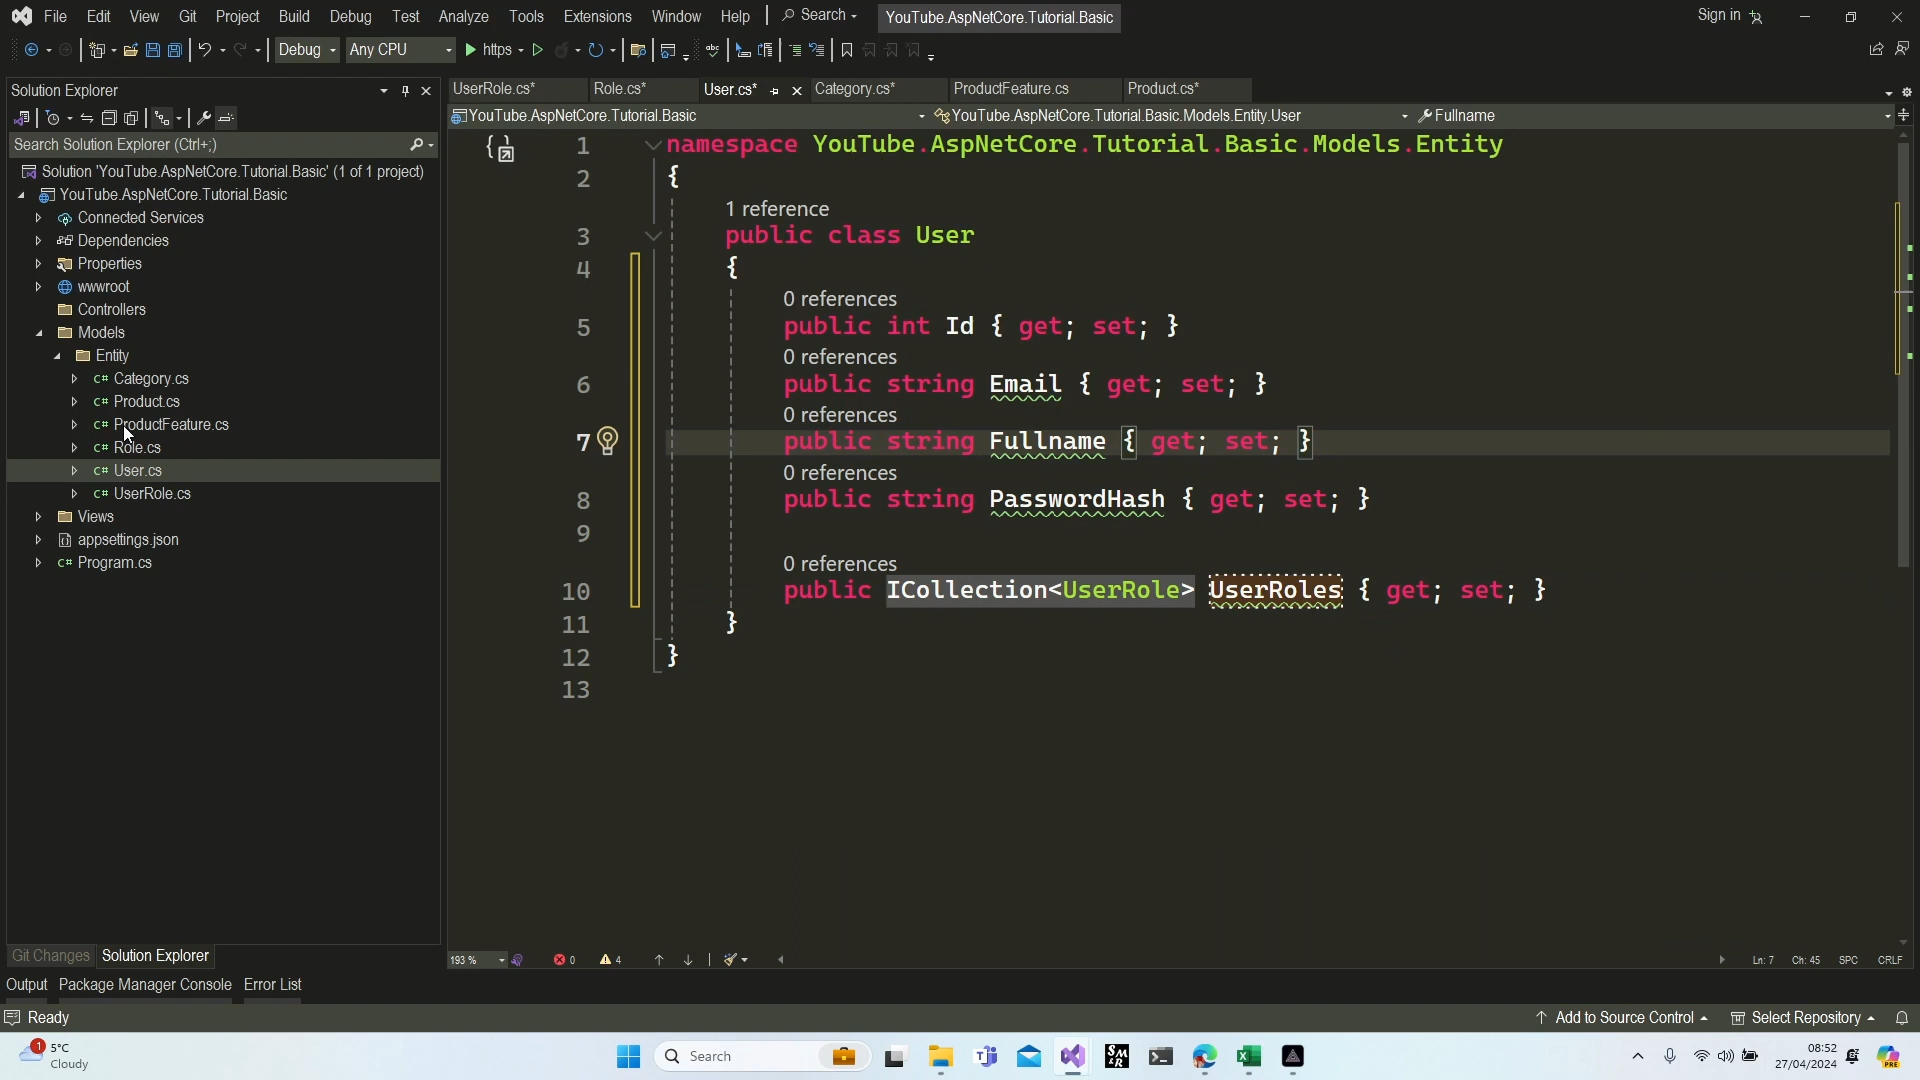 File Edit View Git Project Build Debug Test Analyze Tools Extensions Window Help Search YouTube.AspNetCore.Tutorial.Basic Sign in
Debug Any CPU https
Solution Explorer
Search Solution Explorer (Ctrl+;)
Solution 'YouTube.AspNetCore.Tutorial.Basic' (1 of 1 project)
YouTube.AspNetCore.Tutorial.Basic
Connected Services
Dependencies
Properties
wwwroot
Controllers
Models
Entity
C# Category.cs
C# Product.cs
C# ProductFeature.cs
C# Role.cs
C# User.cs
C# UserRole.cs
Views
appsettings.json
C# Program.cs
Git Changes Solution Explorer
UserRole.cs* Role.cs* User.cs* Category.cs* ProductFeature.cs Product.cs*
YouTube.AspNetCore.Tutorial.Basic YouTube.AspNetCore.Tutorial.Basic.Models.Entity.User Fullname
1 namespace YouTube.AspNetCore.Tutorial.Basic.Models.Entity
2 {
1 reference
3 public class User
4 {
0 references
5 public int Id { get; set; }
0 references
6 public string Email { get; set; }
0 references
7 public string Fullname { get; set; }
0 references
8 public string PasswordHash { get; set; }
9
0 references
10 public ICollection<UserRole> UserRoles { get; set; }
11 }
12 }
13
193 % 0 4 Ln: 7 Ch: 45 SPC CRLF
Output Package Manager Console Error List
Ready Add to Source Control Select Repository
1 5°C
Cloudy
Search
08:52
27/04/2024
PRE